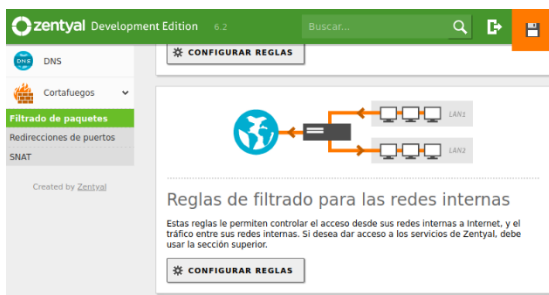 zentyal Development Edition 6.2 Buscar...
DNS DNS
Cortafuegos
Filtrado de paquetes
Redirecciones de puertos
SNAT
Created by Zentyal
CONFIGURAR REGLAS
LAN1
LAN2
Reglas de filtrado para las redes internas
Estas reglas le permiten controlar el acceso desde sus redes internas a Internet, y el
tráfico entre sus redes internas. Si desea dar acceso a los servicios de Zentyal, debe
usar la sección superior.
CONFIGURAR REGLAS